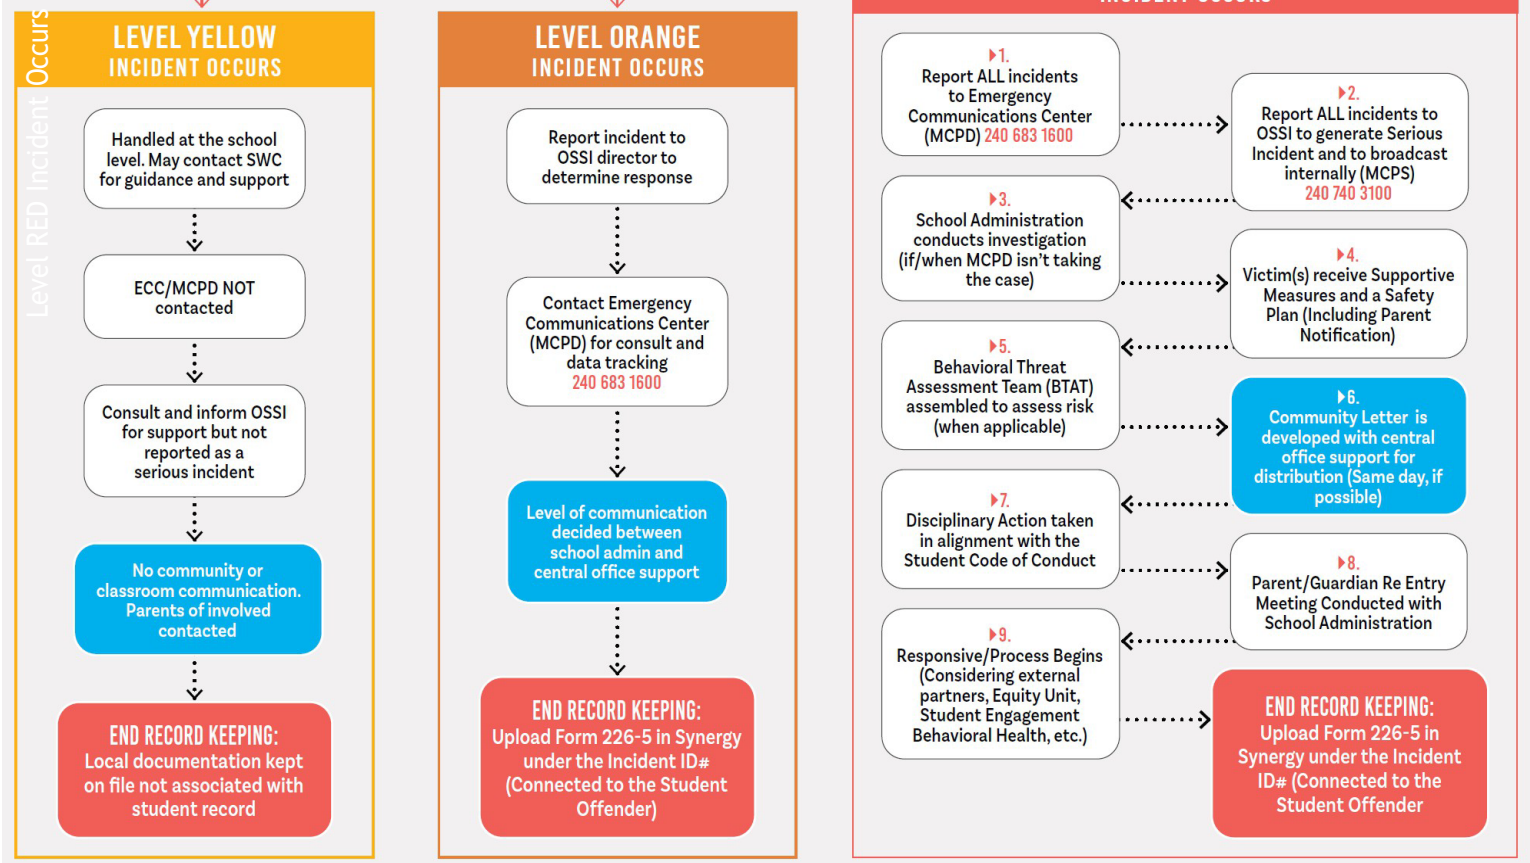 Level RED Incident Occurs
LEVEL YELLOW
INCIDENT OCCURS
Handled at the school
level. May contact SWC
for guidance and support
ECC/MCPD NOT
contacted
Consult and inform OSSI
for support but not
reported as a
serious incident
No community or
classroom communication.
Parents of involved
contacted
END RECORD KEEPING:
Local documentation kept
on file not associated with
student record
LEVEL ORANGE
INCIDENT OCCURS
Report incident to
OSSI director to
determine response
Contact Emergency
Communications Center
(MCPD) for consult and
data tracking
240 683 1600
Level of communication
decided between
school admin and
central office support
END RECORD KEEPING:
Upload Form 226-5 in Synergy
under the Incident ID#
(Connected to the Student
Offender)
INCIDENT OCCURS
1.
Report ALL incidents
to Emergency
Communications Center
(MCPD) 240 683 1600
2.
Report ALL incidents to
OSSI to generate Serious
Incident and to broadcast
internally (MCPS)
240 740 3100
3.
School Administration
conducts investigation
(if/when MCPD isn't taking
the case)
4.
Victim(s) receive Supportive
Measures and a Safety
Plan (Including Parent
Notification)
5.
Behavioral Threat
Assessment Team (BTAT)
assembled to assess risk
(when applicable)
6.
Community Letter is
developed with central
office support for
distribution (Same day, if
possible)
7.
Disciplinary Action taken
in alignment with the
Student Code of Conduct
8.
Parent/Guardian Re Entry
Meeting Conducted with
School Administration
9.
Responsive/Process Begins
(Considering external
partners, Equity Unit,
Student Engagement
Behavioral Health, etc.)
END RECORD KEEPING:
Upload Form 226-5 in
Synergy under the Incident
ID# (Connected to the
Student Offender